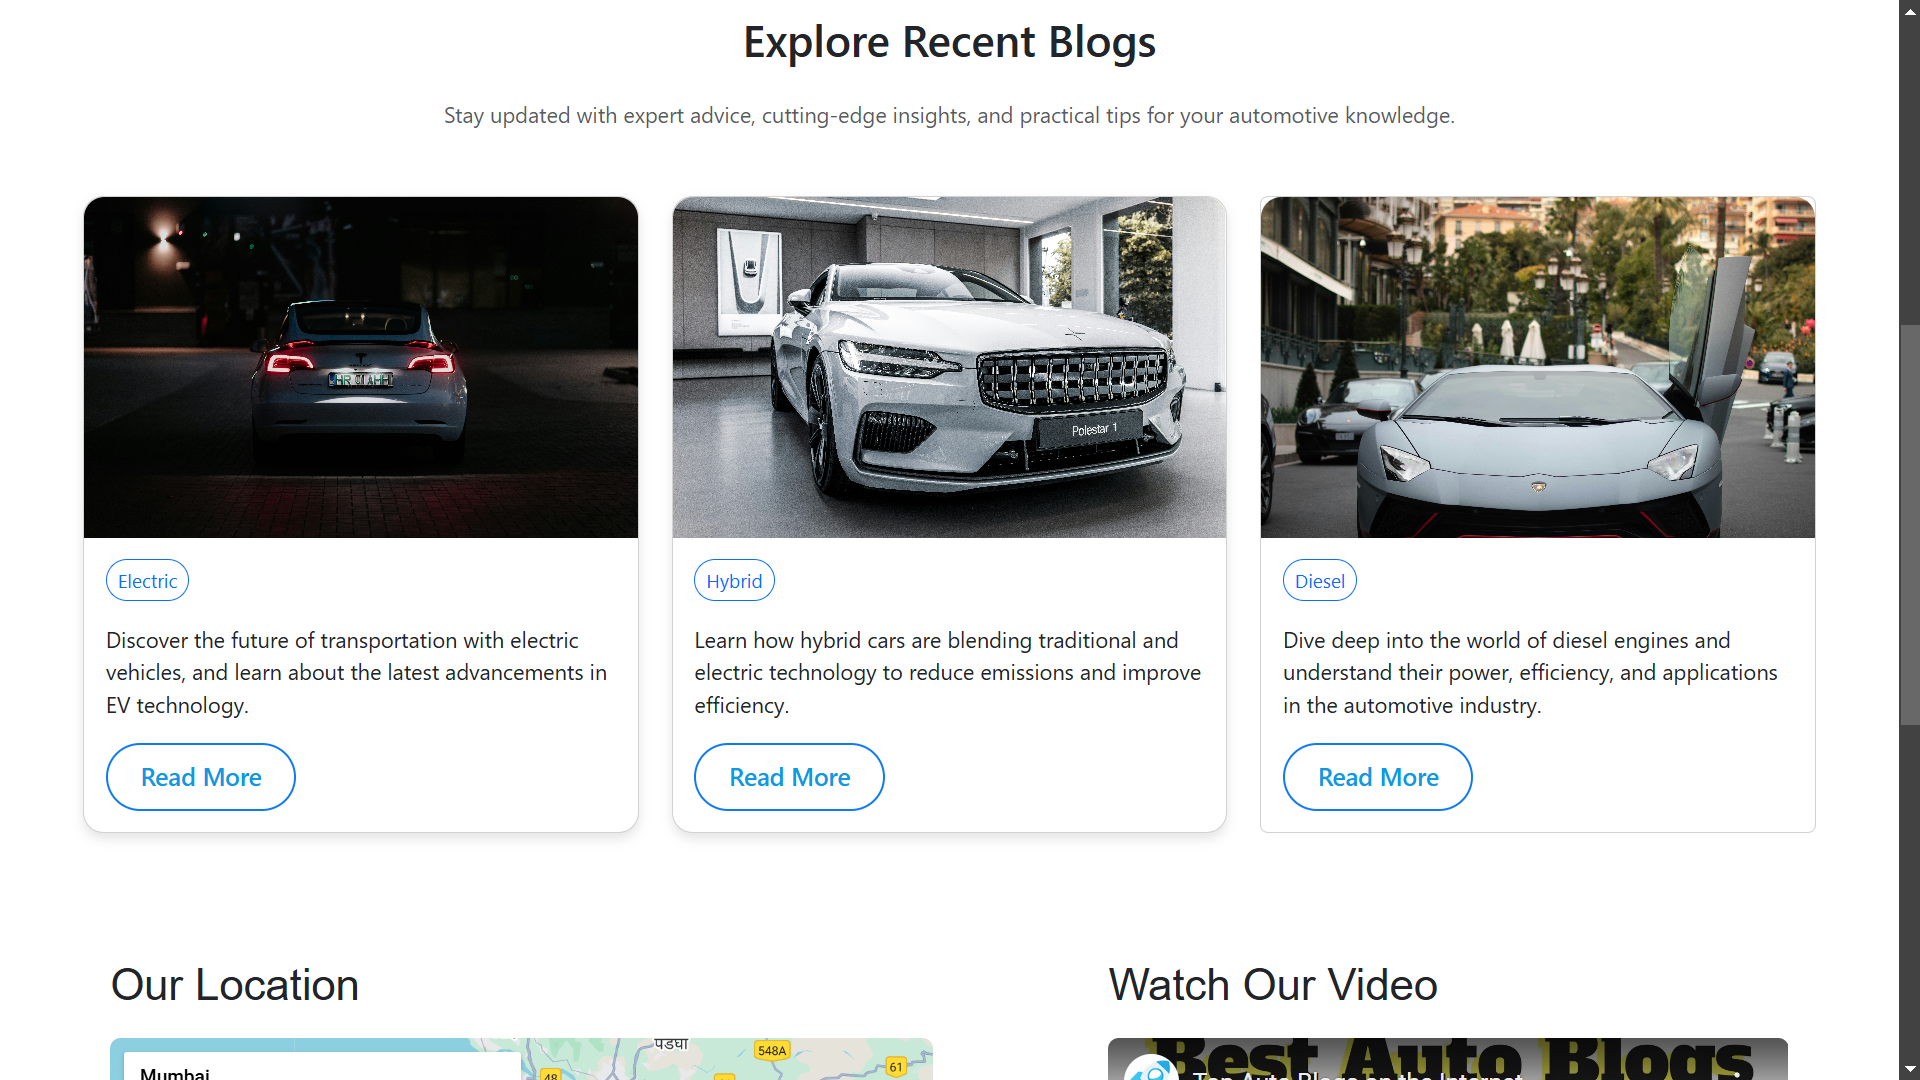 Explore Recent Blogs
Stay updated with expert advice, cutting-edge insights, and practical tips for your automotive knowledge.
Polestar 1
Electric
Hybrid
Diesel
Discover the future of transportation with electric
vehicles, and learn about the latest advancements in
EV technology.
Read More
Learn how hybrid cars are blending traditional and
electric technology to reduce emissions and improve
efficiency.
Read More
Dive deep into the world of diesel engines and
understand their power, efficiency, and applications
in the automotive industry.
Read More
Our Location
Mumbai
पडघा
548A
61
48
Watch Our Video
Best Auto Blogs
Top Auto Blogs on the Internet